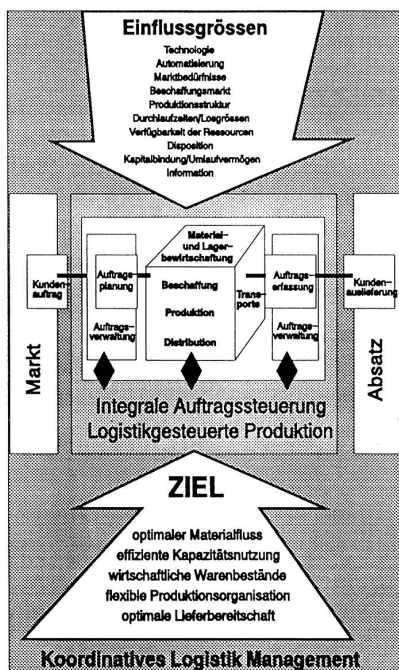 Einflussgrössen
Technologie
Automatisierung
Marktbedürfnisse
Beschaffungsmarkt
Produktionsstruktur
Durchlaufzeiten/Losgrössen
Verfügbarkeit der Ressourcen
Disposition
Kapitalbindung/Umlaufvermögen
Information
Markt
Kunden-
auftrag
Auftrags-
planung
Auftrags-
verwaltung
Material-
und Lager-
bewirtschaftung
Beschaffung
Produktion
Distribution
Trans-
porte
Auftrags-
erfassung
Auftrags-
verwaltung
Kunden-
auslieferung
Absatz
Integrale Auftragssteuerung
Logistikgesteuerte Produktion
ZIEL
optimaler Materialfluss
effiziente Kapazitätsnutzung
wirtschaftliche Warenbestände
flexible Produktionsorganisation
optimale Lieferbereitschaft
Koordinatives Logistik Management